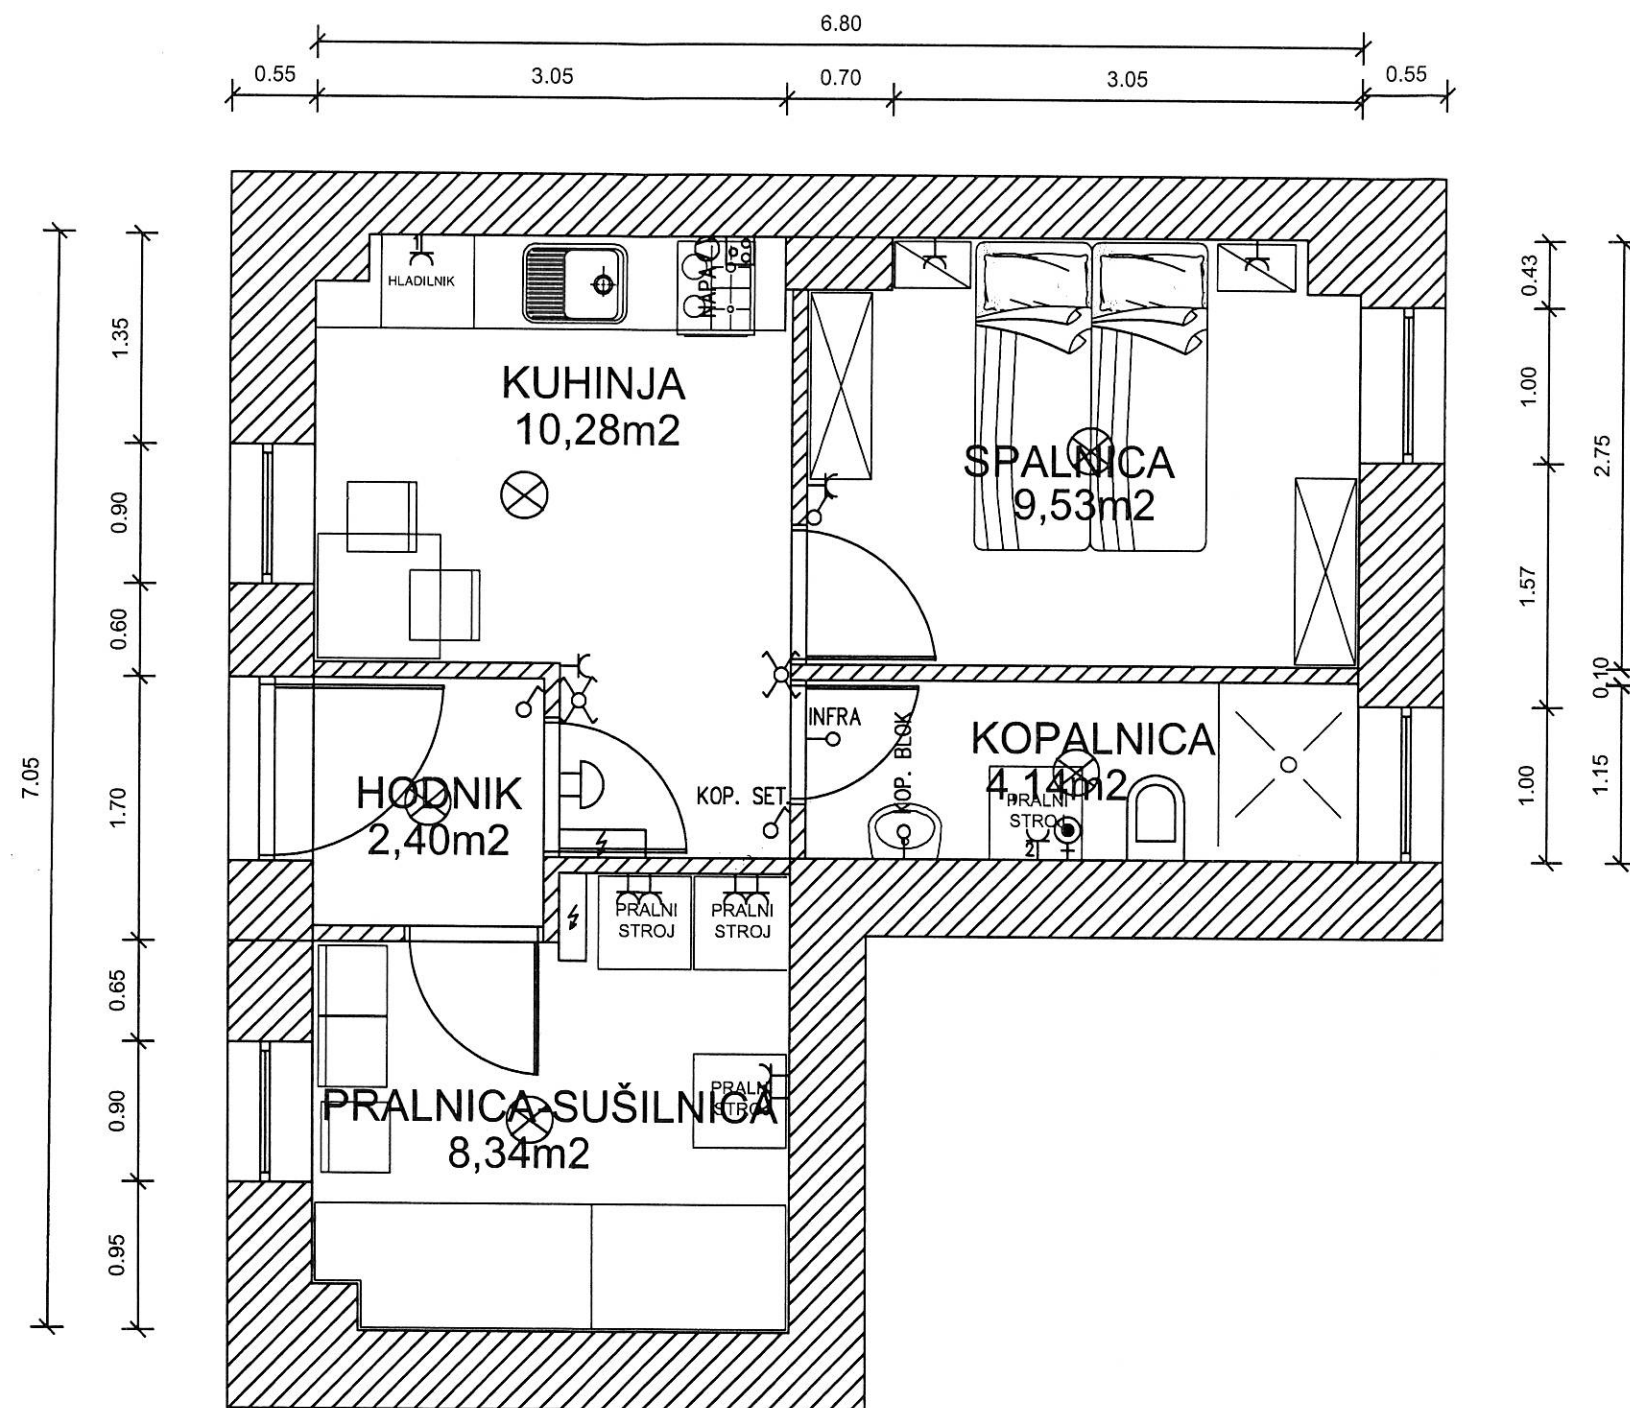 6.80
0.55
3.05
0.70
3.05
0.55
1
HLADILNIK
NAPA
KUHINJA
10,28m2
SPALNICA
9,53m2
7.05
1.35
0.90
0.60
1.70
0.65
0.90
0.95
0.43
1.00
1.57
1.00
2.75
0.10
1.15
INFRA
KOP. BLOK
KOPALNICA
4,14m2
PRALNI
STROJ
2
HODNIK
2,40m2
KOP. SET
PRALNI
STROJ
PRALNI
STROJ
PRALNICA-SUŠILNICA
8,34m2
PRALNI
STROJ